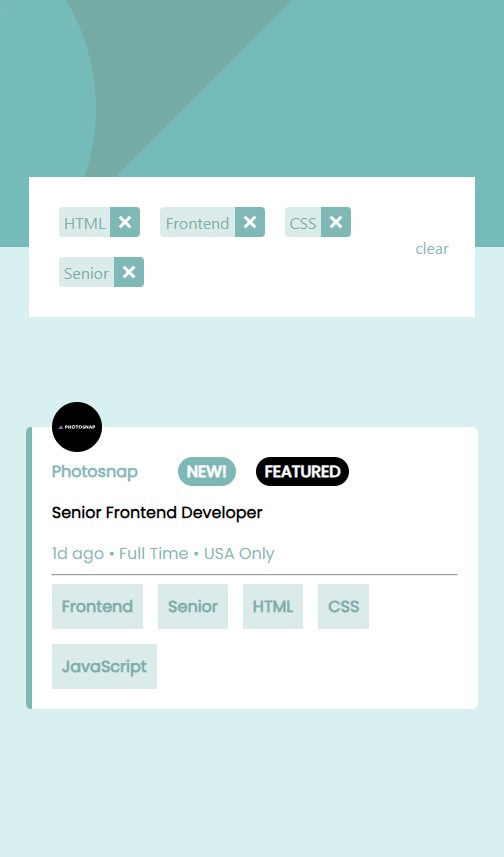 HTML ✕ Frontend ✕ CSS ✕
clear
Senior ✕
PHOTOSNAP
Photosnap NEW! FEATURED
Senior Frontend Developer
1d ago • Full Time • USA Only
Frontend Senior HTML CSS
JavaScript